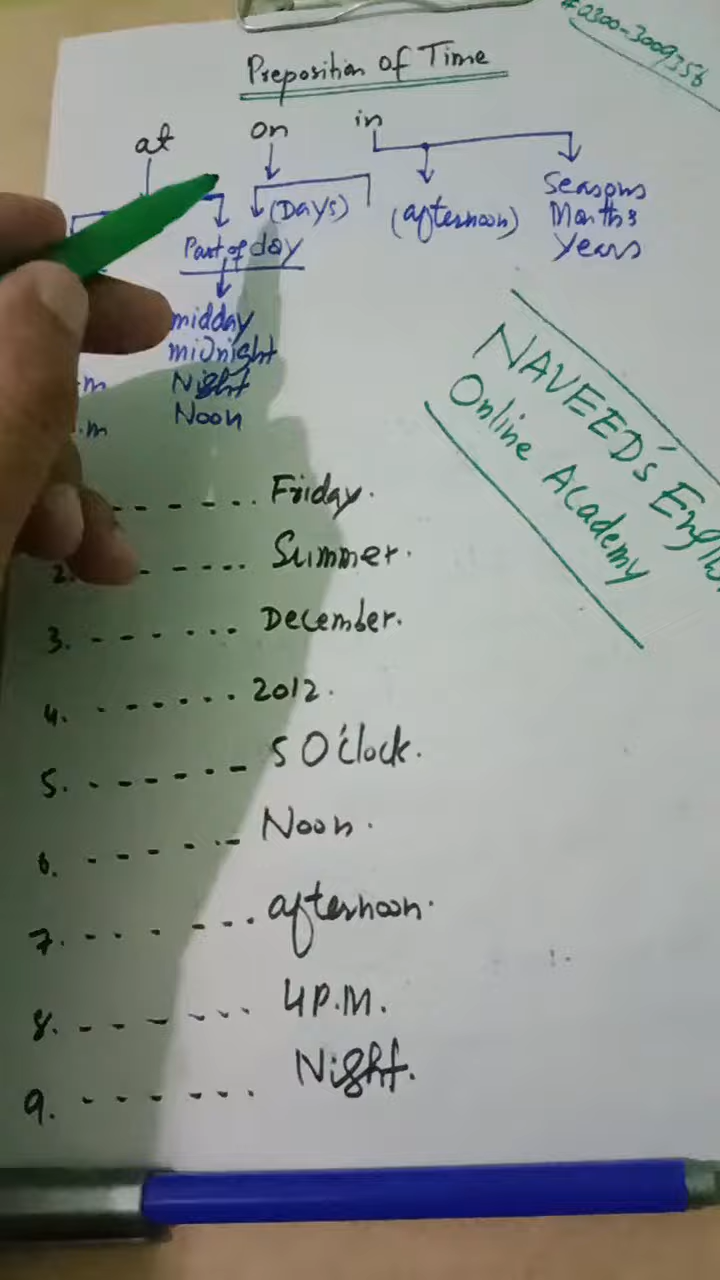 #0300-3009356
Preposition of Time
at on in
(Days) (afternoon) Seasons
Months
Years
Part of day
midday
midnight
Night
Noon
.m
.m
NAVEED'S
Online Academy
- - - - - - Friday.
2. - - - - - - Summer.
3. - - - - - - December.
4. - - - - - - 2012.
5. - - - - - - 5 O'clock.
6. - - - - - - Noon.
7. - - - - - - afternoon.
8. - - - - - - 4P.M.
9. - - - - - - Night.